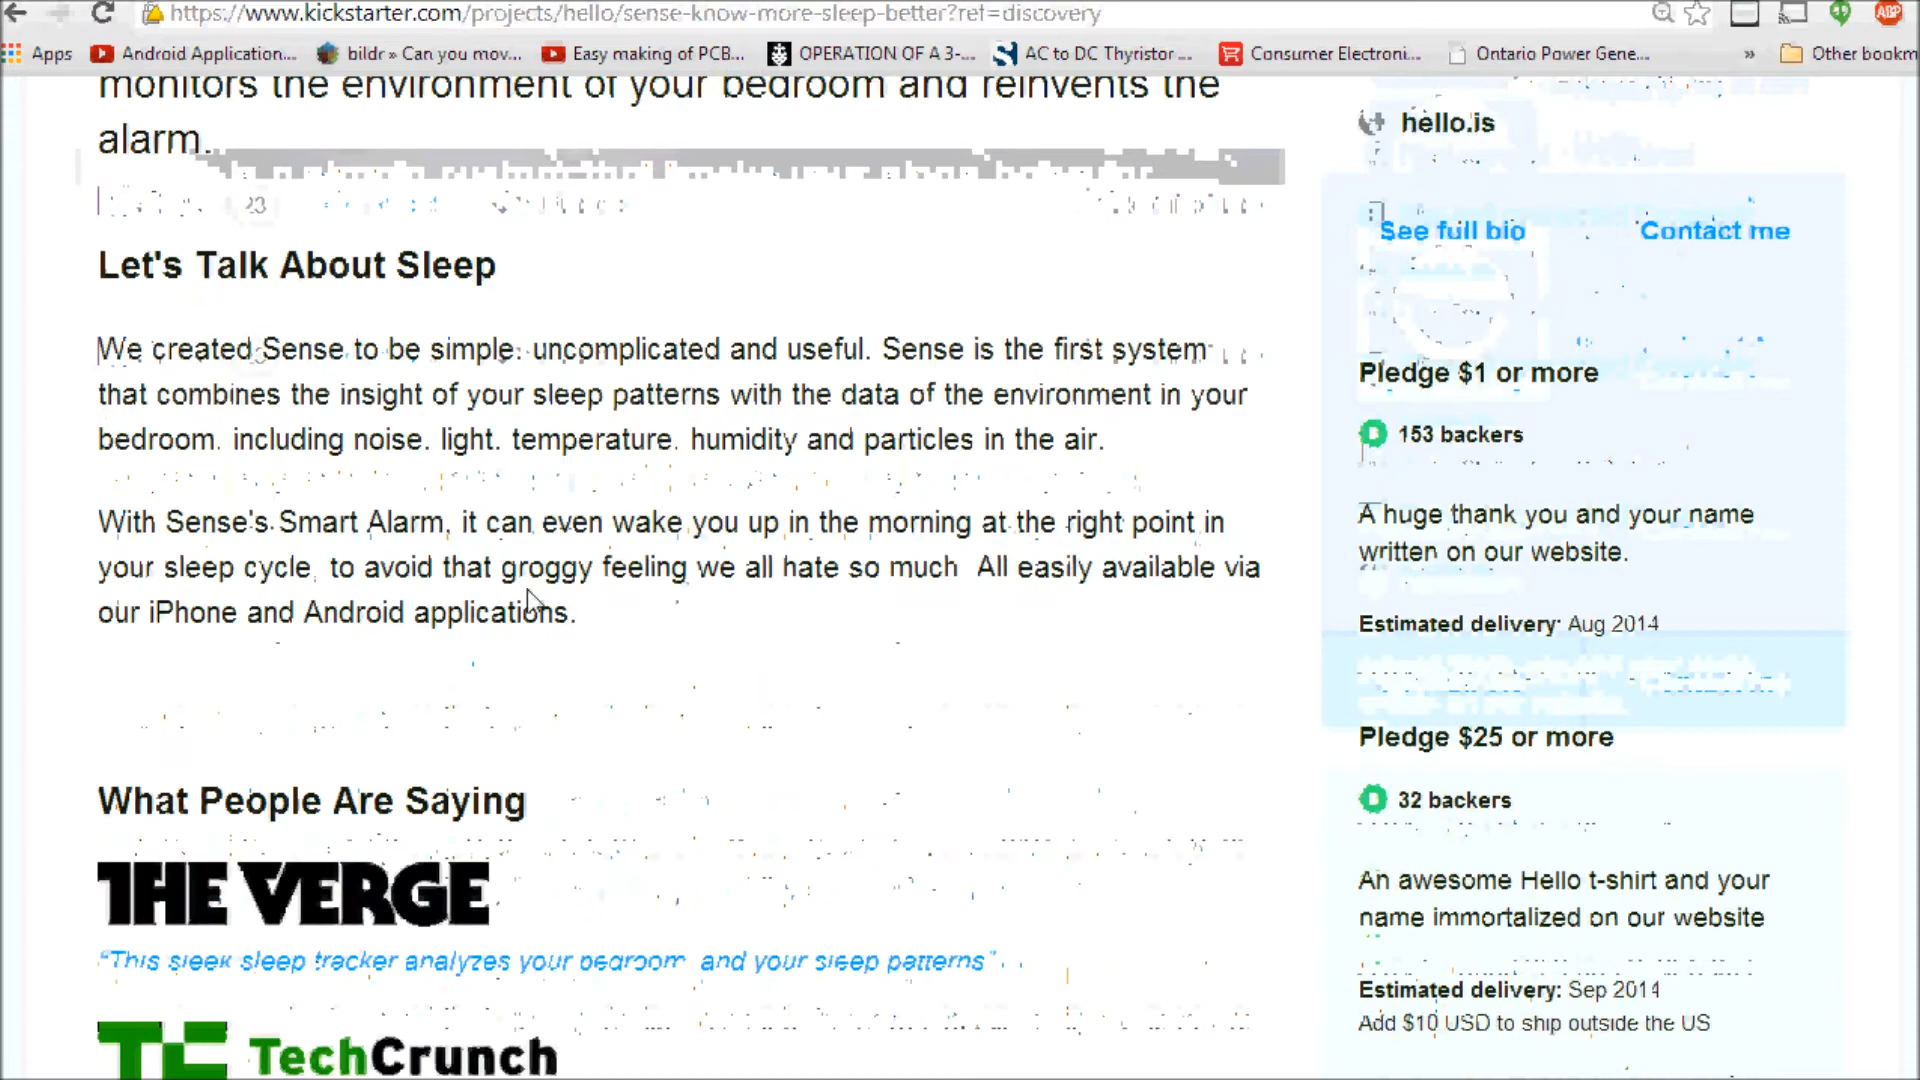 https://www.kickstarter.com/projects/hello/sense-know-more-sleep-better?ref=discovery
Apps Android Application... bildr » Can you mov... Easy making of PCB... OPERATION OF A 3-... AC to DC Thyristor ... Consumer Electroni... Ontario Power Gene... » Other bookm
monitors the environment of your bedroom and reinvents the
alarm.
Let's Talk About Sleep
We created Sense to be simple, uncomplicated and useful. Sense is the first system
that combines the insight of your sleep patterns with the data of the environment in your
bedroom, including noise, light, temperature, humidity and particles in the air.
With Sense's Smart Alarm, it can even wake you up in the morning at the right point in
your sleep cycle, to avoid that groggy feeling we all hate so much. All easily available via
our iPhone and Android applications.
What People Are Saying
THE VERGE
"This sleek sleep tracker analyzes your bedroom and your sleep patterns"
TC TechCrunch
hello.is
See full bio Contact me
Pledge $1 or more
153 backers
A huge thank you and your name
written on our website.
Estimated delivery: Aug 2014
Pledge $25 or more
32 backers
An awesome Hello t-shirt and your
name immortalized on our website
Estimated delivery: Sep 2014
Add $10 USD to ship outside the US